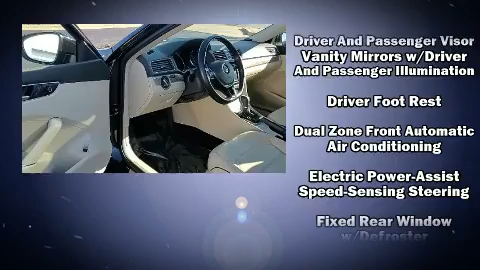 Driver And Passenger Visor
Vanity Mirrors w/Driver
And Passenger Illumination
Driver Foot Rest
Dual Zone Front Automatic
Air Conditioning
Electric Power-Assist
Speed-Sensing Steering
Fixed Rear Window
w/Defroster